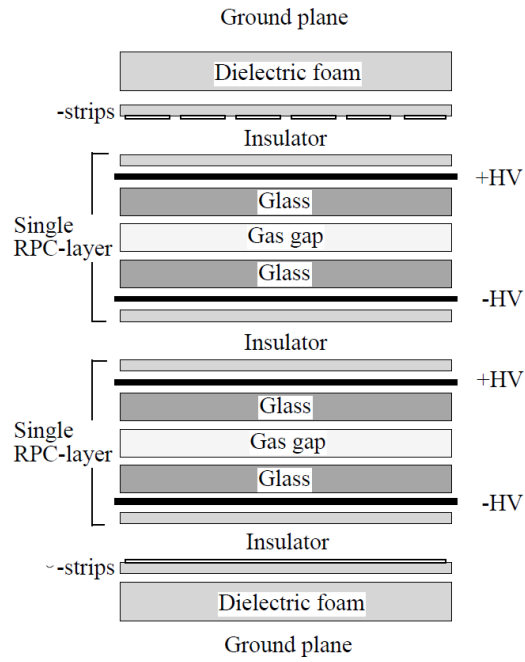 Ground plane
Dielectric foam
-strips
Insulator
+HV
Glass
Single
RPC-layer
Gas gap
Glass
-HV
Insulator
+HV
Glass
Single
RPC-layer
Gas gap
Glass
-HV
Insulator
-strips
Dielectric foam
Ground plane